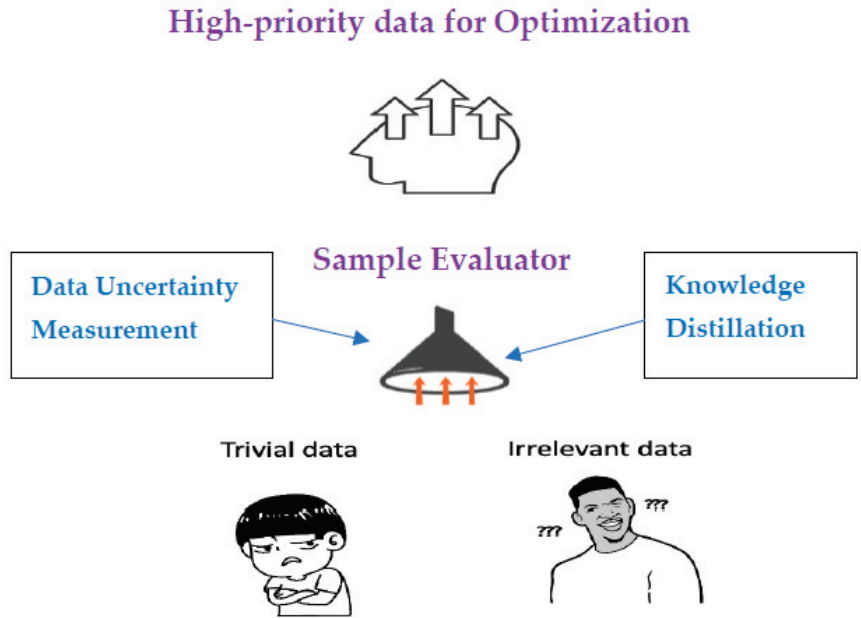 High-priority data for Optimization
Sample Evaluator
Data Uncertainty
Measurement
Knowledge
Distillation
Trivial data
Irrelevant data
???
???